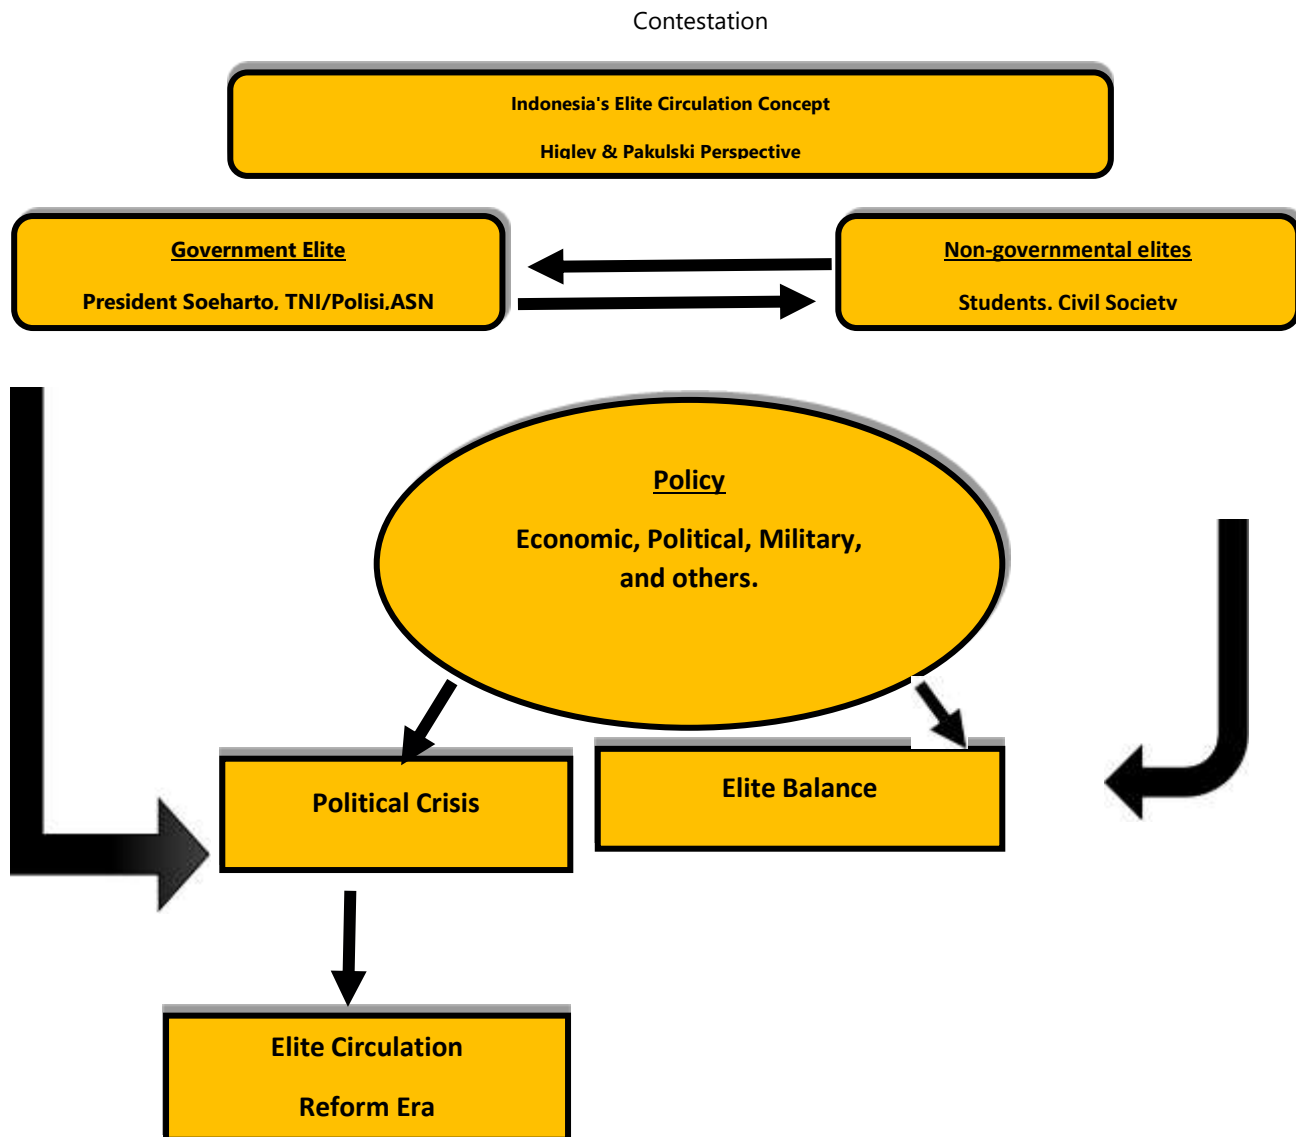 Contestation
Indonesia's Elite Circulation Concept
Higley & Pakulski Perspective
Government Elite
President Soeharto, TNI/Polisi,ASN
Non-governmental elites
Students, Civil Society
Policy
Economic, Political, Military,
and others.
Political Crisis
Elite Balance
Elite Circulation
Reform Era